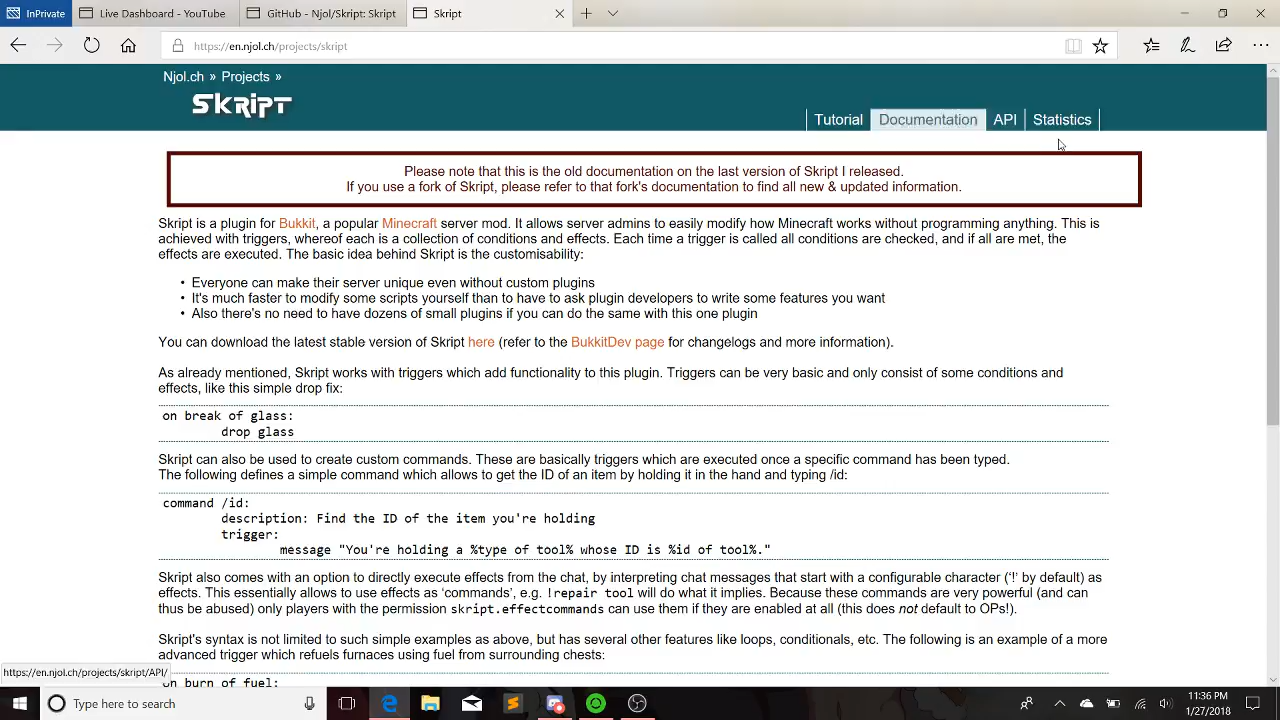 InPrivate
Live Dashboard - YouTube
GitHub - Njol/Skript: Skript
Skript
https://en.njol.ch/projects/skript
Njol.ch » Projects »
SKRIPT
Tutorial
Documentation
API
Statistics
Please note that this is the old documentation on the last version of Skript I released.
If you use a fork of Skript, please refer to that fork's documentation to find all new & updated information.
Skript is a plugin for Bukkit, a popular Minecraft server mod. It allows server admins to easily modify how Minecraft works without programming anything. This is
achieved with triggers, whereof each is a collection of conditions and effects. Each time a trigger is called all conditions are checked, and if all are met, the
effects are executed. The basic idea behind Skript is the customisability:
• Everyone can make their server unique even without custom plugins
• It's much faster to modify some scripts yourself than to have to ask plugin developers to write some features you want
• Also there's no need to have dozens of small plugins if you can do the same with this one plugin
You can download the latest stable version of Skript here (refer to the BukkitDev page for changelogs and more information).
As already mentioned, Skript works with triggers which add functionality to this plugin. Triggers can be very basic and only consist of some conditions and
effects, like this simple drop fix:
on break of glass:
drop glass
Skript can also be used to create custom commands. These are basically triggers which are executed once a specific command has been typed.
The following defines a simple command which allows to get the ID of an item by holding it in the hand and typing /id:
command /id:
description: Find the ID of the item you're holding
trigger:
message "You're holding a %type of tool% whose ID is %id of tool%."
Skript also comes with an option to directly execute effects from the chat, by interpreting chat messages that start with a configurable character ('!' by default) as
effects. This essentially allows to use effects as 'commands', e.g. !repair tool will do what it implies. Because these commands are very powerful (and can
thus be abused) only players with the permission skript.effectcommands can use them if they are enabled at all (this does not default to OPs!).
Skript's syntax is not limited to such simple examples as above, but has several other features like loops, conditionals, etc. The following is an example of a more
advanced trigger which refuels furnaces using fuel from surrounding chests:
on burn of fuel:
https://en.njol.ch/projects/skript/API/
Type here to search
11:36 PM
1/27/2018